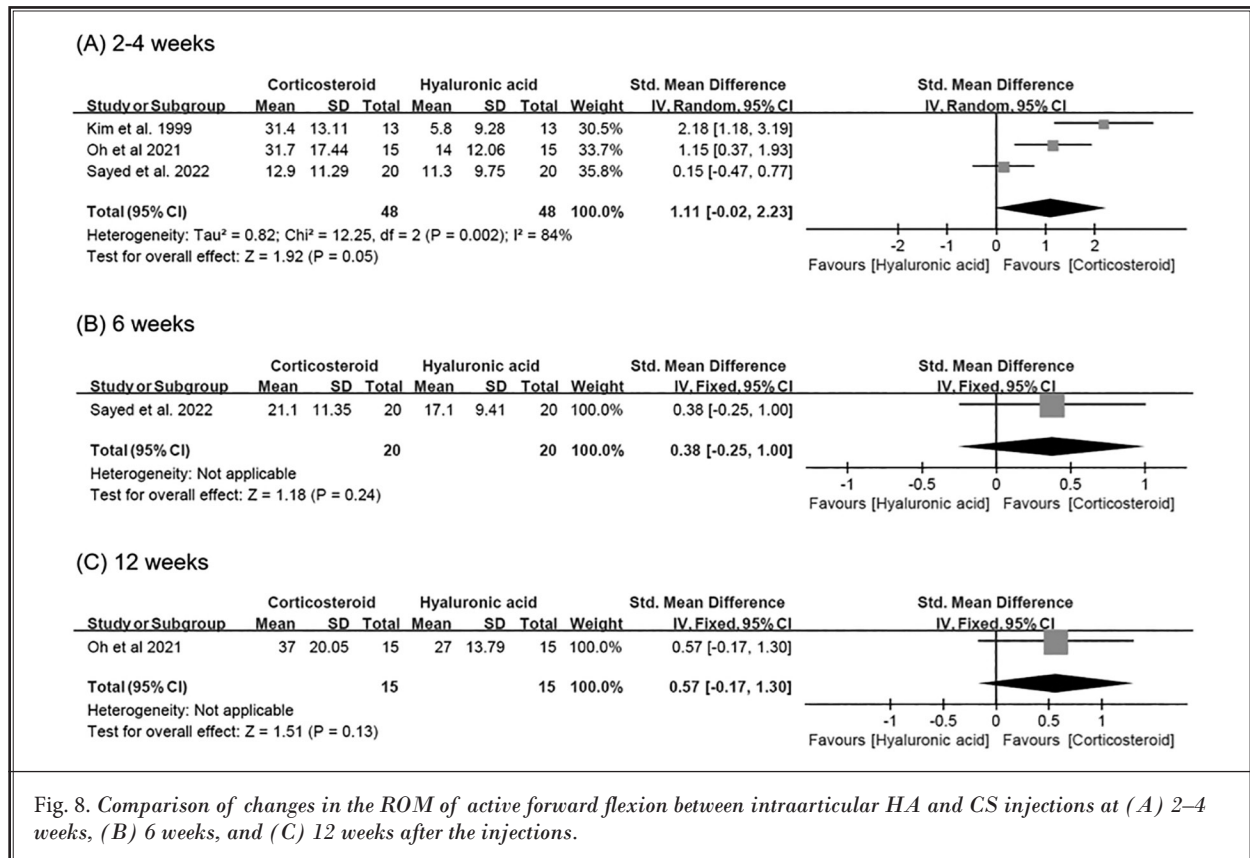 (A) 2-4 weeks
Corticosteroid Hyaluronic acid Std. Mean Difference Std. Mean Difference
Study or Subgroup Mean SD Total Mean SD Total Weight IV, Random, 95% CI IV, Random, 95% CI
Kim et al. 1999 31.4 13.11 13 5.8 9.28 13 30.5% 2.18 [1.18, 3.19]
Oh et al 2021 31.7 17.44 15 14 12.06 15 33.7% 1.15 [0.37, 1.93]
Sayed et al. 2022 12.9 11.29 20 11.3 9.75 20 35.8% 0.15 [-0.47, 0.77]
Total (95% CI) 48 48 100.0% 1.11 [-0.02, 2.23]
Heterogeneity: Tau² = 0.82; Chi² = 12.25, df = 2 (P = 0.002); I² = 84%
Test for overall effect: Z = 1.92 (P = 0.05)
-2 -1 0 1 2
Favours [Hyaluronic acid] Favours [Corticosteroid]
(B) 6 weeks
Corticosteroid Hyaluronic acid Std. Mean Difference Std. Mean Difference
Study or Subgroup Mean SD Total Mean SD Total Weight IV, Fixed, 95% CI IV, Fixed, 95% CI
Sayed et al. 2022 21.1 11.35 20 17.1 9.41 20 100.0% 0.38 [-0.25, 1.00]
Total (95% CI) 20 20 100.0% 0.38 [-0.25, 1.00]
Heterogeneity: Not applicable
Test for overall effect: Z = 1.18 (P = 0.24)
-1 -0.5 0 0.5 1
Favours [Hyaluronic acid] Favours [Corticosteroid]
(C) 12 weeks
Corticosteroid Hyaluronic acid Std. Mean Difference Std. Mean Difference
Study or Subgroup Mean SD Total Mean SD Total Weight IV, Fixed, 95% CI IV, Fixed, 95% CI
Oh et al 2021 37 20.05 15 27 13.79 15 100.0% 0.57 [-0.17, 1.30]
Total (95% CI) 15 15 100.0% 0.57 [-0.17, 1.30]
Heterogeneity: Not applicable
Test for overall effect: Z = 1.51 (P = 0.13)
-1 -0.5 0 0.5 1
Favours [Hyaluronic acid] Favours [Corticosteroid]
Fig. 8. Comparison of changes in the ROM of active forward flexion between intraarticular HA and CS injections at (A) 2–4
weeks, (B) 6 weeks, and (C) 12 weeks after the injections.